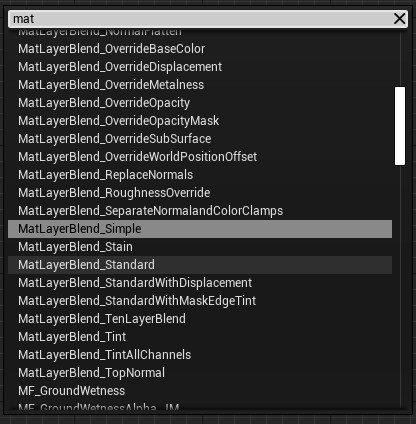 mat
MatLayerBlend_NormalFlatten
MatLayerBlend_OverrideBaseColor
MatLayerBlend_OverrideDisplacement
MatLayerBlend_OverrideMetalness
MatLayerBlend_OverrideOpacity
MatLayerBlend_OverrideOpacityMask
MatLayerBlend_OverrideSubSurface
MatLayerBlend_OverrideWorldPositionOffset
MatLayerBlend_ReplaceNormals
MatLayerBlend_RoughnessOverride
MatLayerBlend_SeparateNormalandColorClamps
MatLayerBlend_Simple
MatLayerBlend_Stain
MatLayerBlend_Standard
MatLayerBlend_StandardWithDisplacement
MatLayerBlend_StandardWithMaskEdgeTint
MatLayerBlend_TenLayerBlend
MatLayerBlend_Tint
MatLayerBlend_TintAllChannels
MatLayerBlend_TopNormal
MF_GroundWetness
MF_GroundWetnessAlpha_JM